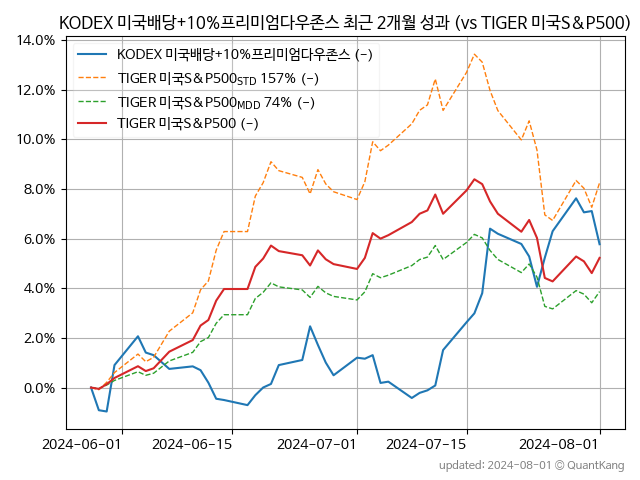 KODEX 미국배당+10%프리미엄다우존스 최근 2개월 성과 (vs TIGER 미국S&P500)
14.0%
12.0%
10.0%
8.0%
6.0%
4.0%
2.0%
0.0%
KODEX 미국배당+10%프리미엄다우존스 (-)
TIGER 미국S&P500STD 157% (-)
TIGER 미국S&P500MDD 74% (-)
TIGER 미국S&P500 (-)
2024-06-01 2024-06-15 2024-07-01 2024-07-15 2024-08-01
updated: 2024-08-01 © QuantKang